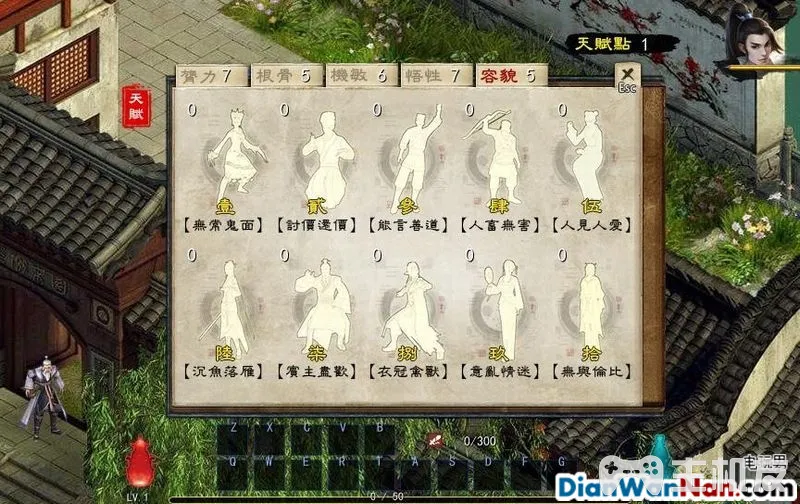 天賦點 1
膂力 7 根骨 5 機敏 6 悟性 7 容貌 5
Esc
天賦
0 0 0 0 0
壹 貳 參 肆 伍
【無常鬼面】 【討價還價】 【能言善道】 【人畜無害】 【人見人愛】
0 0 0 0 0
陸 柒 捌 玖 拾
【沉魚落雁】 【賓主盡歡】 【衣冠禽獸】 【意亂情迷】 【無與倫比】
Z X C V B
0/300
Q W E R T A S D F G
LV.1
0 / 50
电玩男
DianWanNan.com